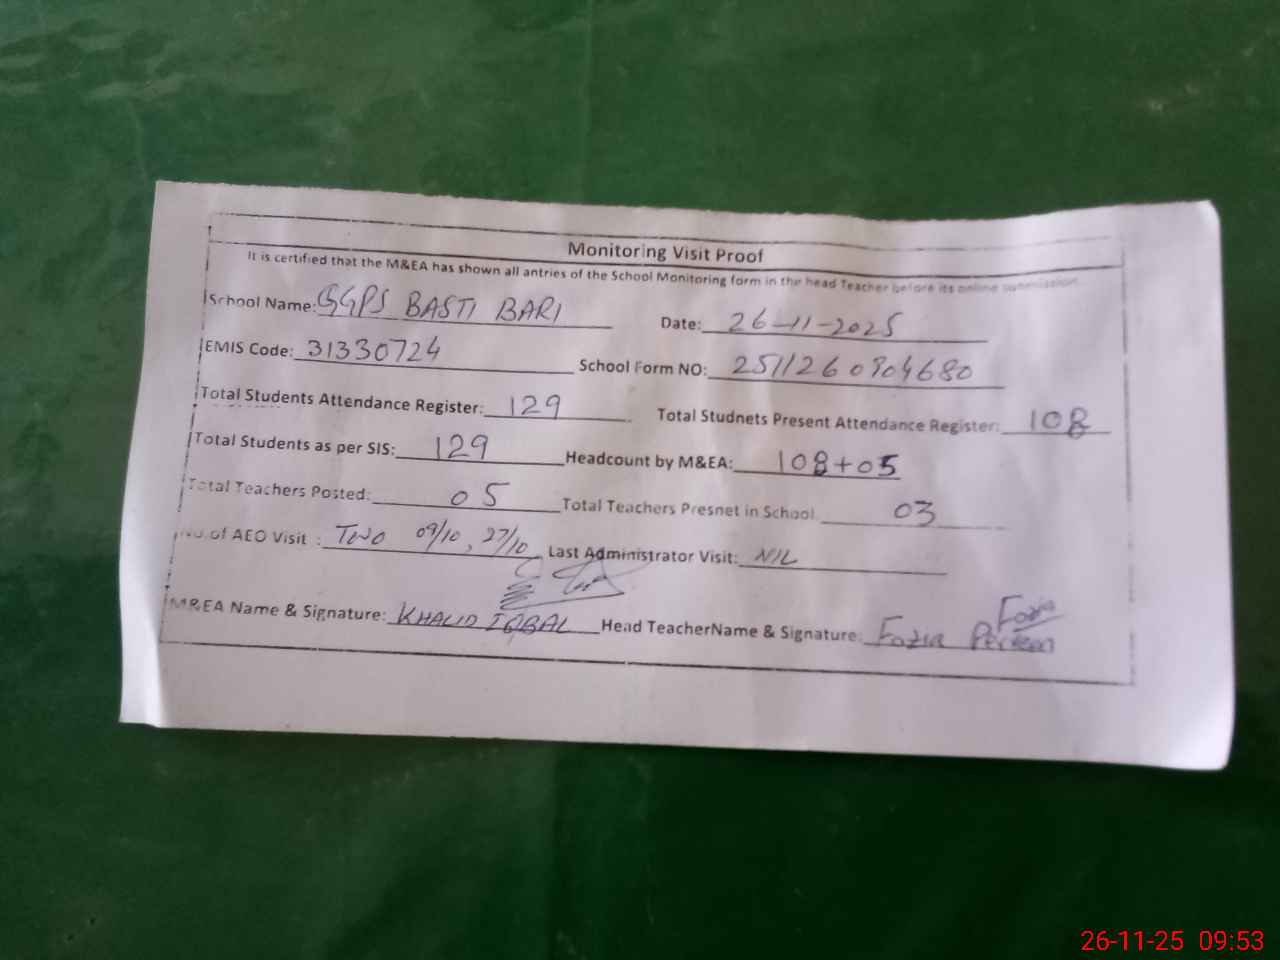 Monitoring Visit Proof
It is certified that the M&EA has shown all antries of the School Monitoring form in the head Teacher before its online submission
School Name: GGPS BASTI BARI Date: 26-11-2025
EMIS Code: 31330724 School Form NO: 2511260904680
Total Students Attendance Register: 129 Total Studnets Present Attendance Register: 108
Total Students as per SIS: 129 Headcount by M&EA: 108+05
Total Teachers Posted: 05 Total Teachers Presnet in School 03
No of AEO Visit : Two 09/10, 27/10 Last Administrator Visit: NIL
M&EA Name & Signature: KHALID IQBAL Head TeacherName & Signature: Fozia Perveen
Fozia
26-11-25 09:53